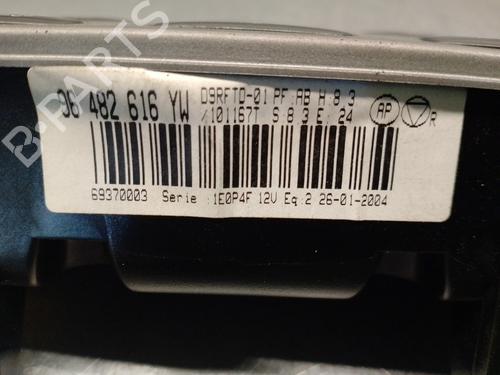 B-PARTS
96 482 616 YW
D9RFTD-01 PF:AB H:8.3
/101167T S:8.3 E:24
AP
R
69370003 Serie :1E0P4F 12V Eq:2 26-01-2004